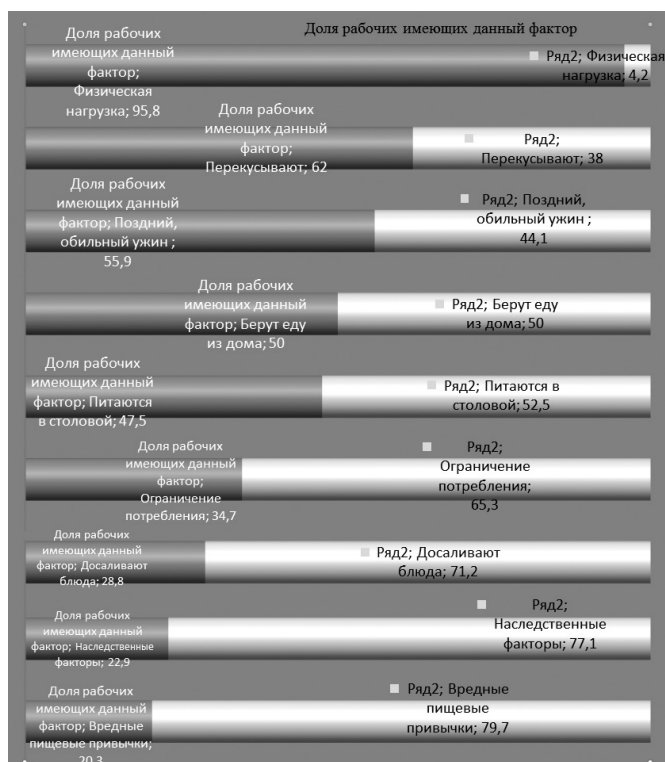 Доля рабочих имеющих данный фактор
Доля рабочих
имеющих данный
фактор;
Физическая
нагрузка; 95,8
Ряд2; Физическая
нагрузка; 4,2
Доля рабочих
имеющих данный
фактор;
Перекусывают; 62
Ряд2;
Перекусывают; 38
Доля рабочих
имеющих данный
фактор; Поздний,
обильный ужин ;
55,9
Ряд2; Поздний,
обильный ужин ;
44,1
Доля рабочих
имеющих данный
фактор; Берут еду
из дома; 50
Ряд2; Берут еду
из дома; 50
Доля рабочих
имеющих данный
фактор; Питаются
в столовой; 47,5
Ряд2; Питаются в
столовой; 52,5
Доля рабочих
имеющих данный
фактор;
Ограничение
потребления; 34,7
Ряд2;
Ограничение
потребления;
65,3
Доля рабочих
имеющих данный
фактор; Досаливают
блюда; 28,8
Ряд2; Досаливают
блюда; 71,2
Доля рабочих
имеющих данный
фактор; Наследственные
факторы; 22,9
Ряд2;
Наследственные
факторы; 77,1
Доля рабочих
имеющих данный
фактор; Вредные
пищевые привычки;
20,3
Ряд2; Вредные
пищевые
привычки; 79,7